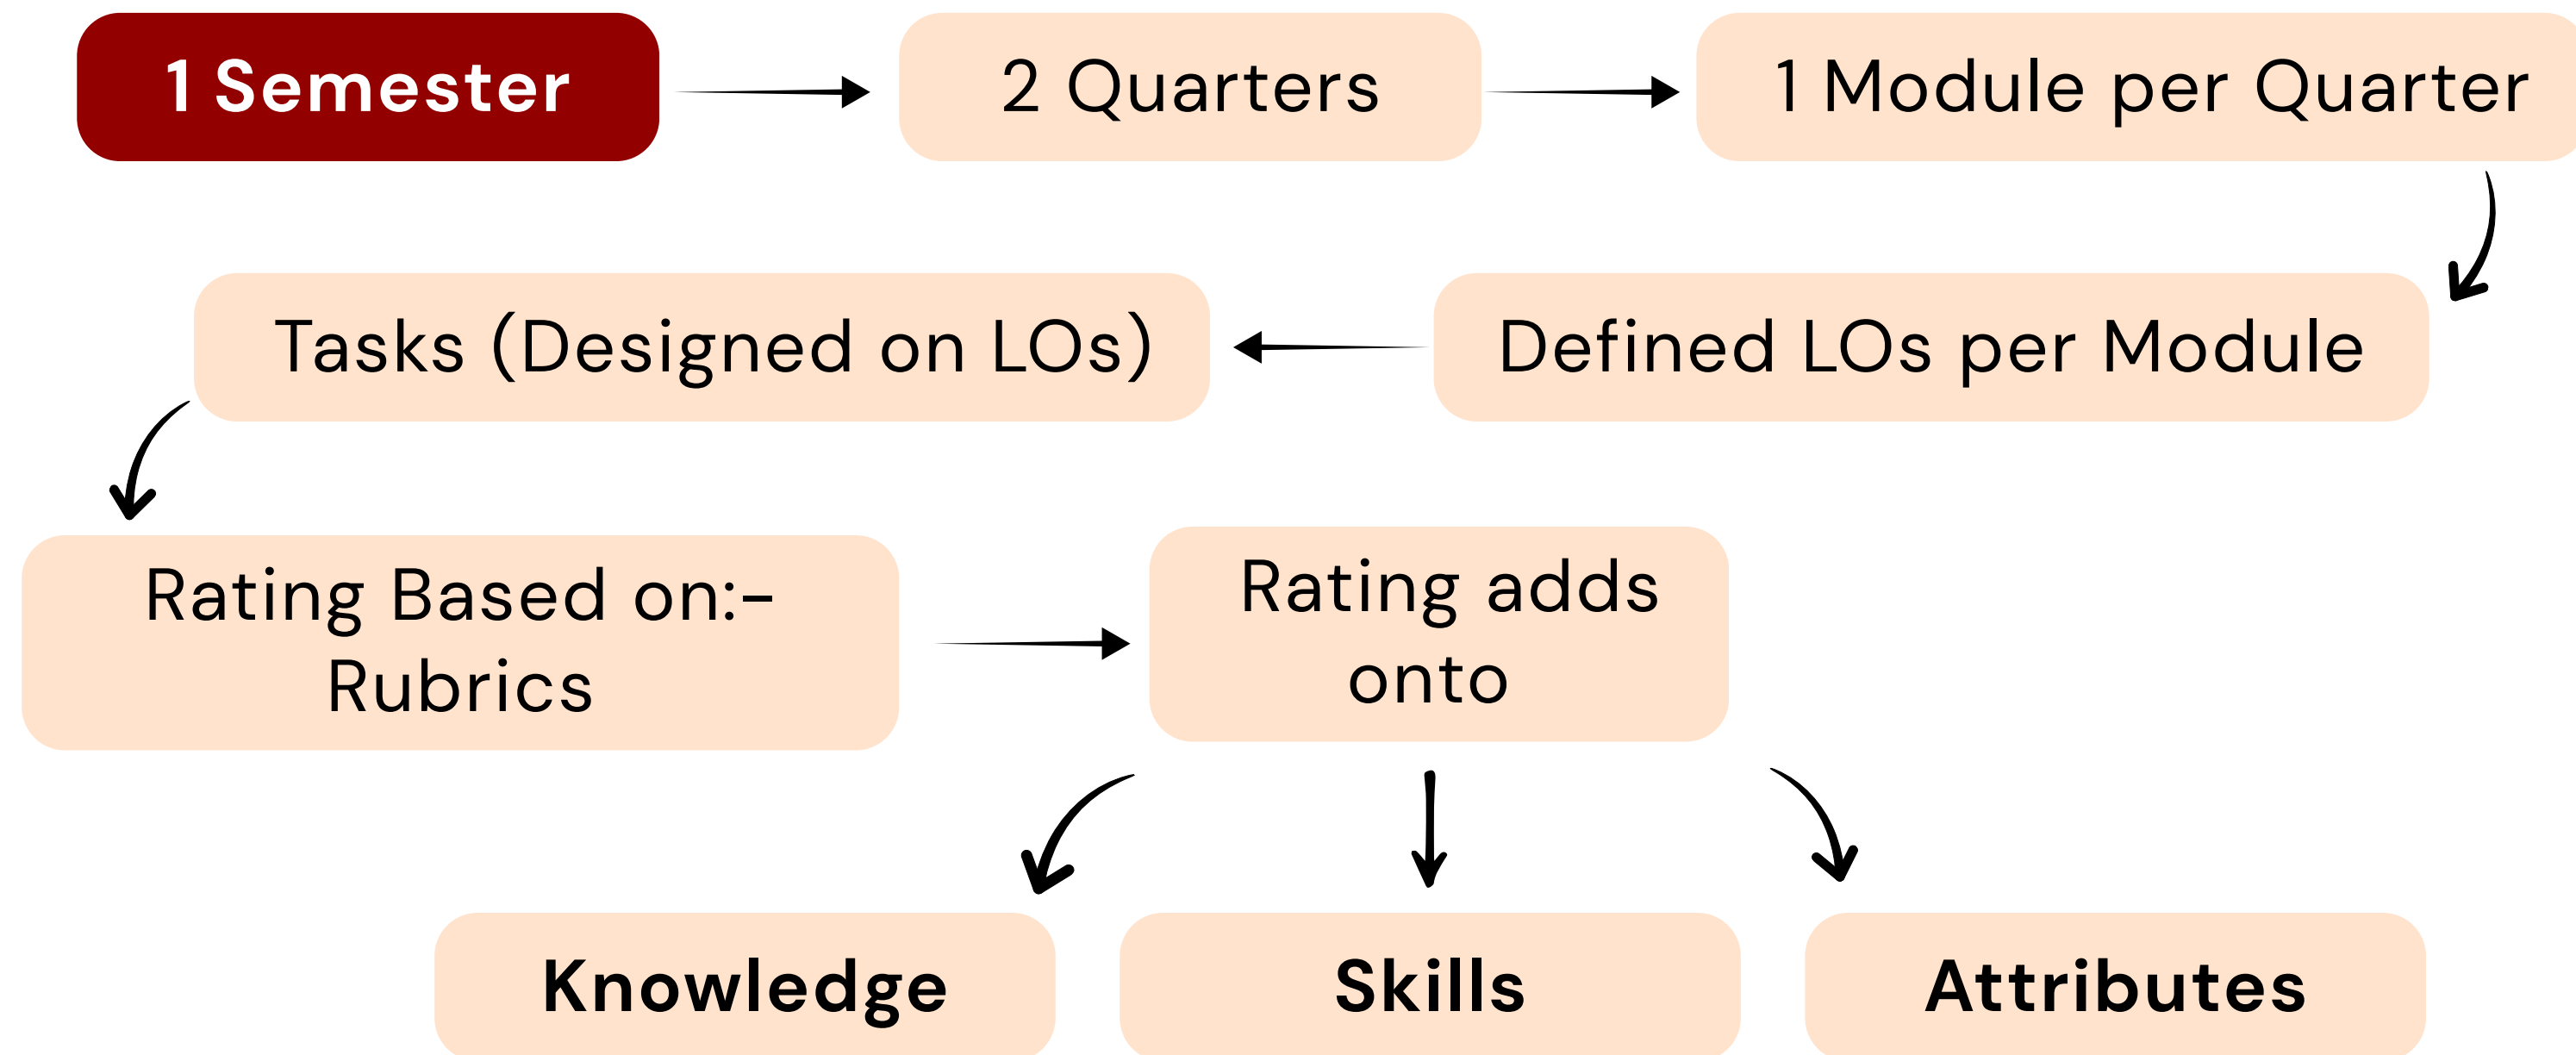 1 Semester
2 Quarters
1 Module per Quarter
Defined LOs per Module
Tasks (Designed on LOs)
Rating Based on:-
Rubrics
Rating adds
onto
Knowledge
Skills
Attributes